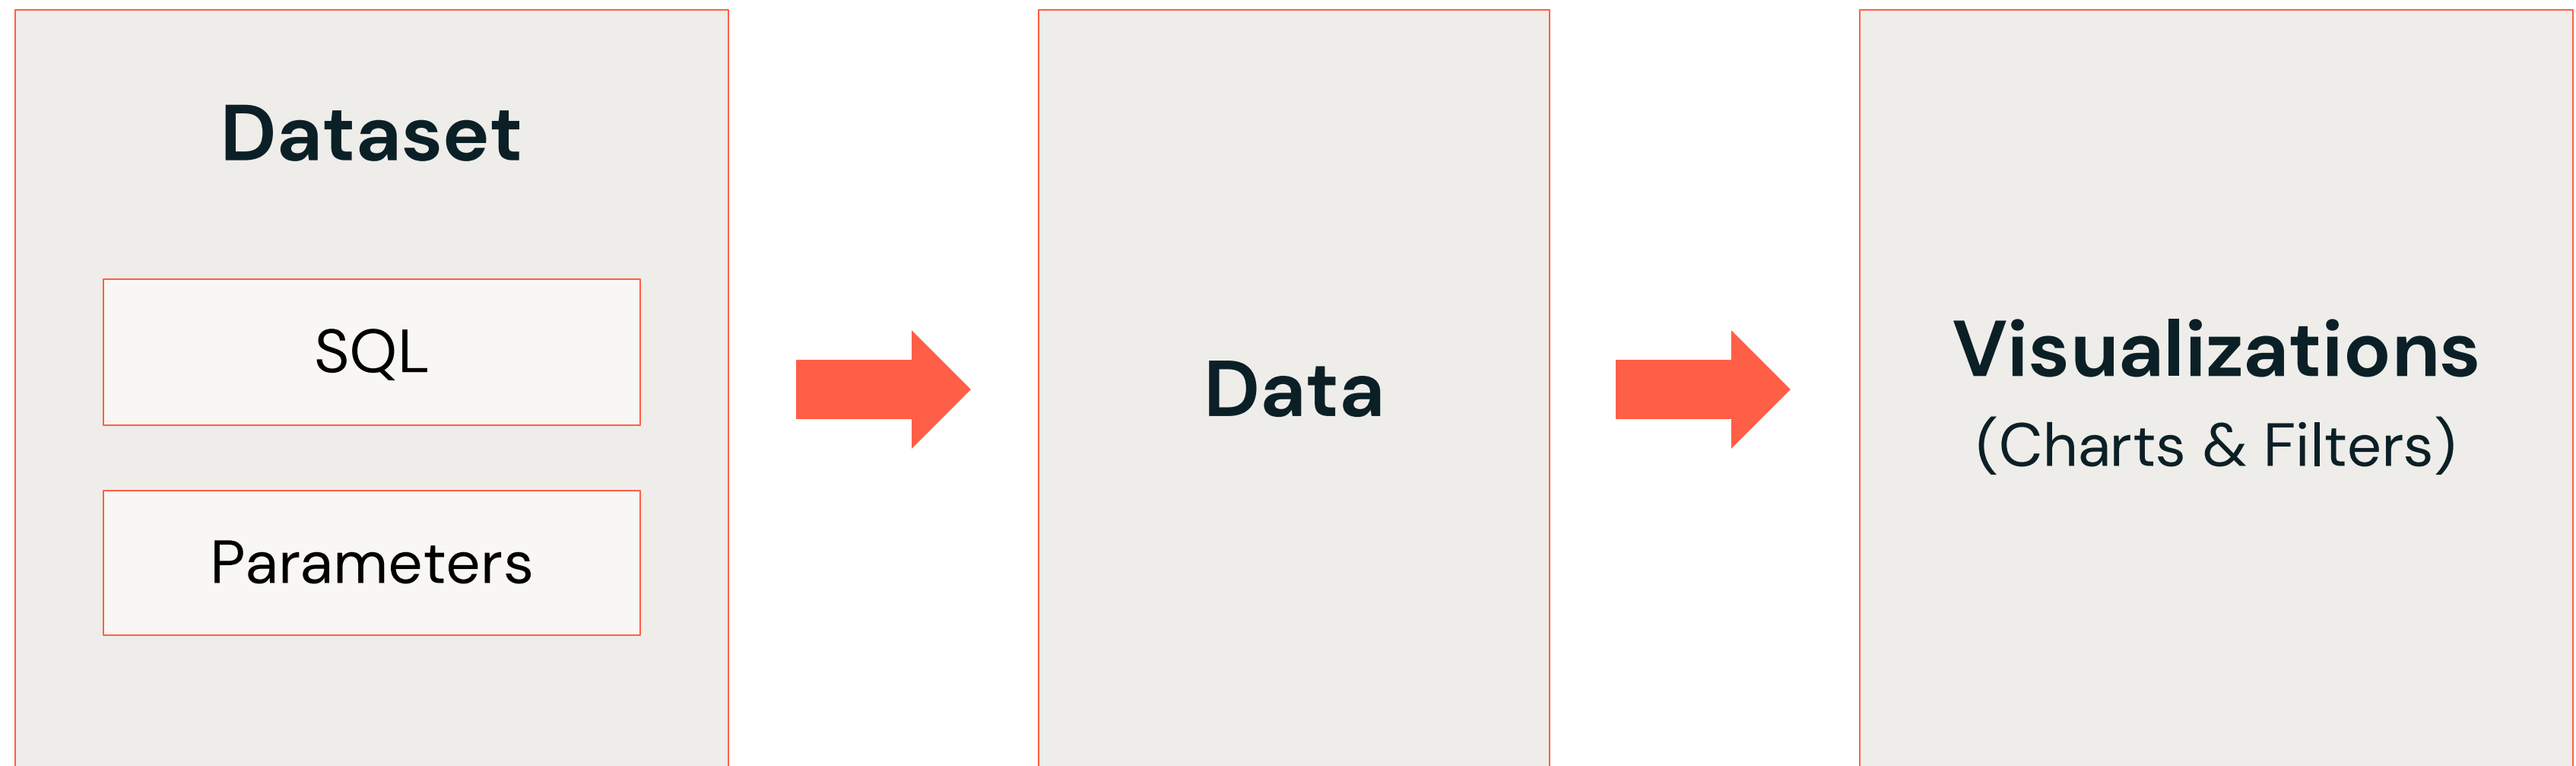 Dataset
SQL
Parameters
Data
Visualizations
(Charts & Filters)